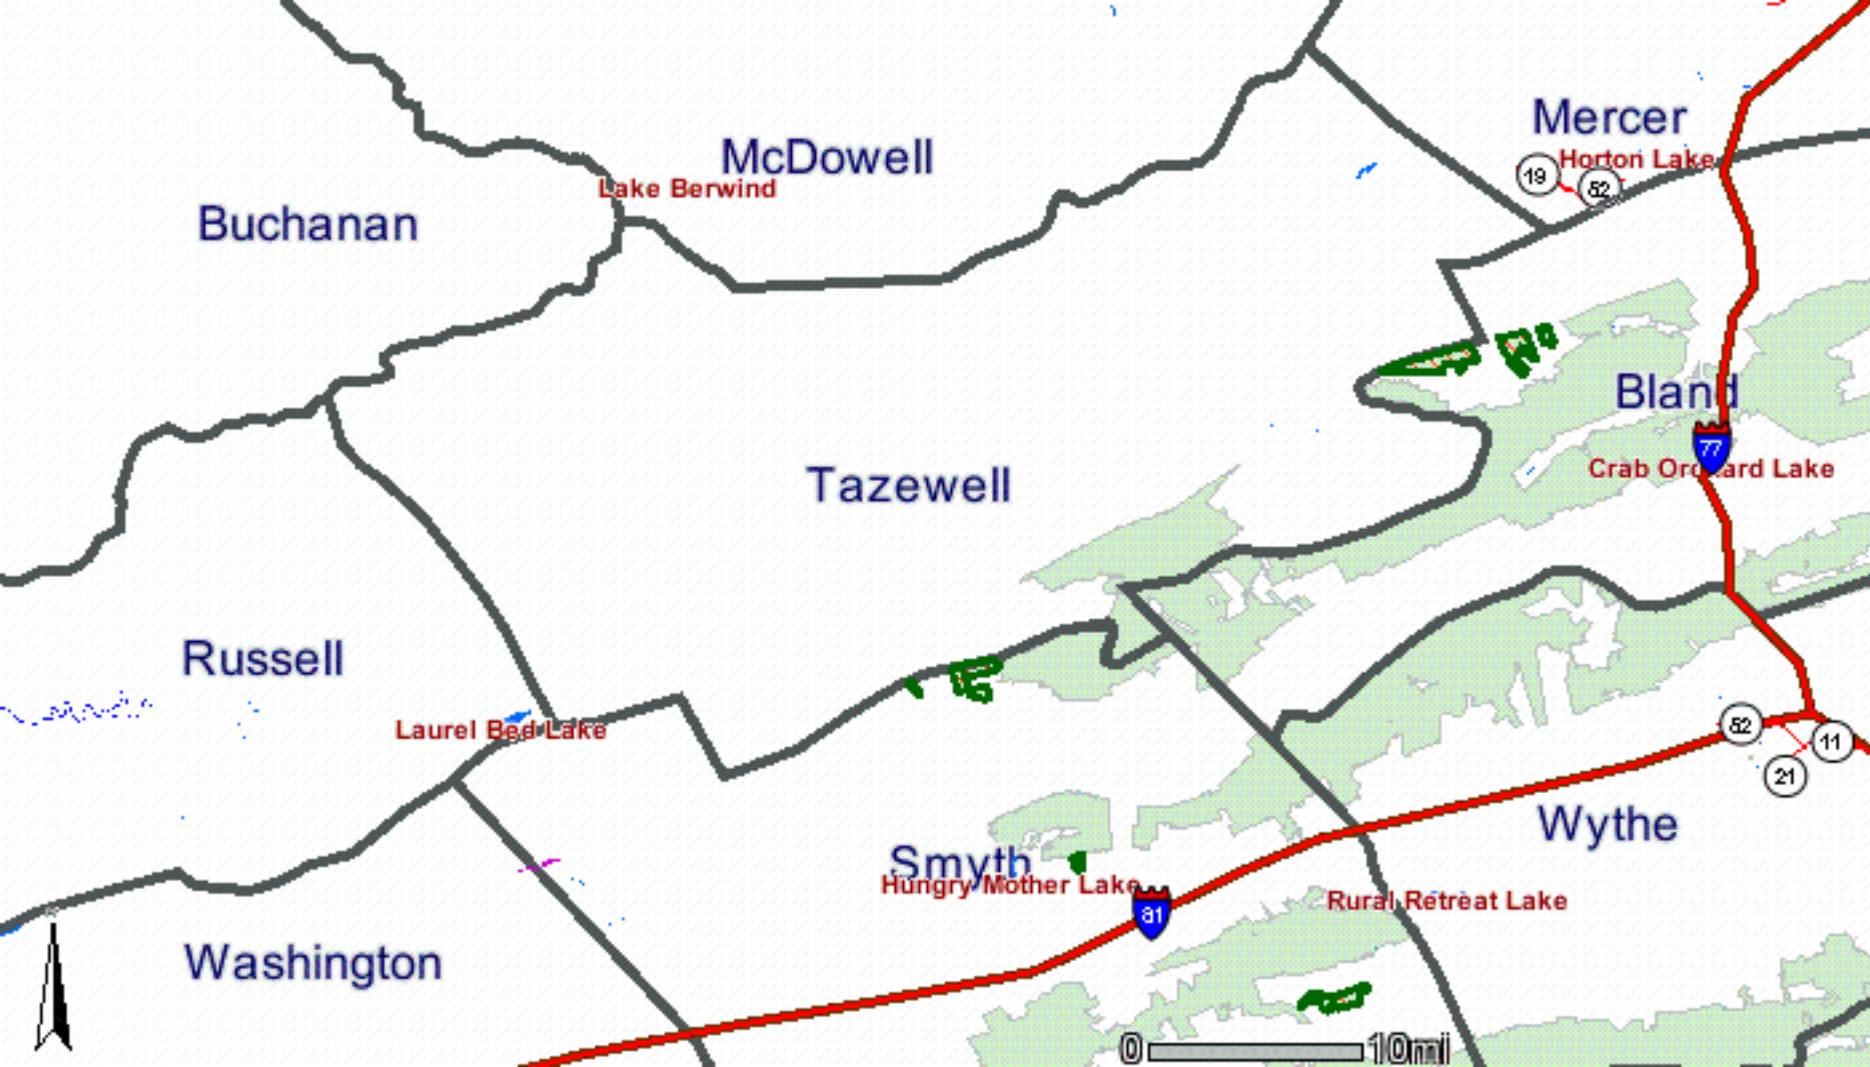 Mercer
Horton Lake
19
52
McDowell
Lake Berwind
Buchanan
Bland
77
Crab Orchard Lake
Tazewell
Russell
Laurel Bed Lake
52
11
21
Wythe
Smyth
Hungry Mother Lake
81
Rural Retreat Lake
Washington
0 10mi